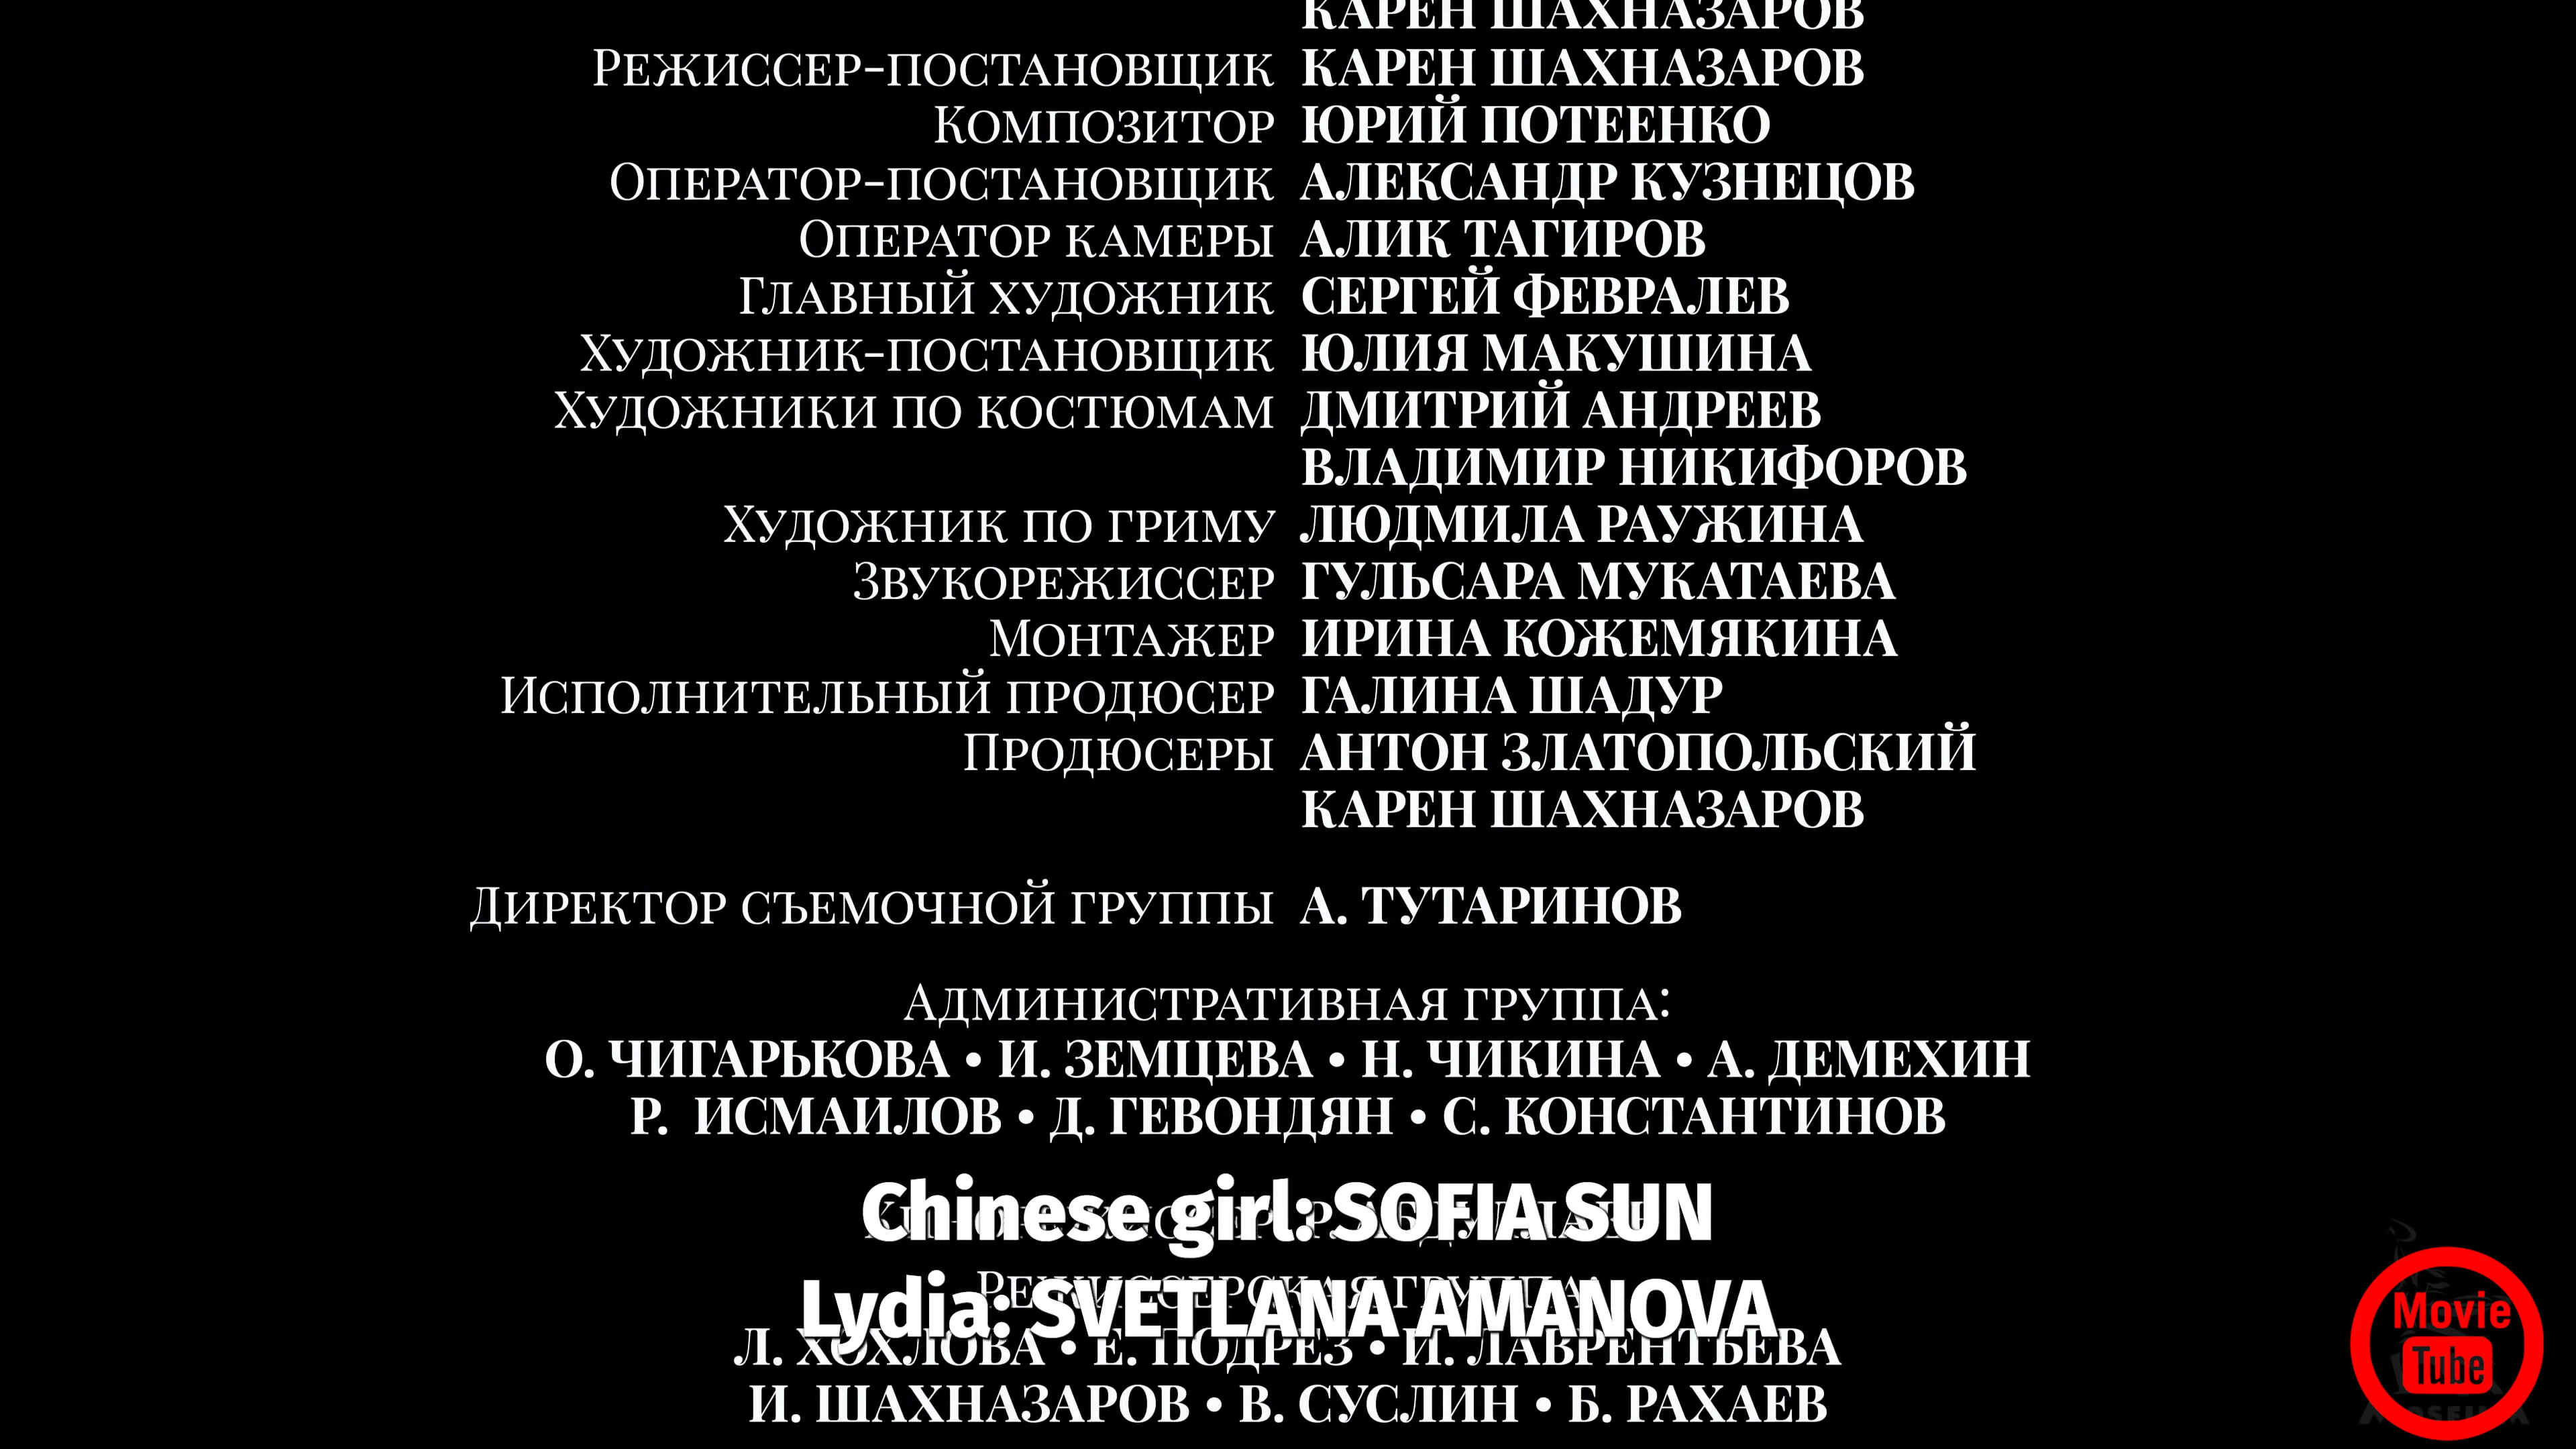 КАРЕН ШАХНАЗАРОВ
Режиссер-постановщик КАРЕН ШАХНАЗАРОВ
Композитор ЮРИЙ ПОТЕЕНКО
Оператор-постановщик АЛЕКСАНДР КУЗНЕЦОВ
Оператор камеры АЛИК ТАГИРОВ
Главный художник СЕРГЕЙ ФЕВРАЛЕВ
Художник-постановщик ЮЛИЯ МАКУШИНА
Художники по костюмам ДМИТРИЙ АНДРЕЕВ
ВЛАДИМИР НИКИФОРОВ
Художник по гриму ЛЮДМИЛА РАУЖИНА
Звукорежиссер ГУЛЬСАРА МУКАТАЕВА
Монтажер ИРИНА КОЖЕМЯКИНА
Исполнительный продюсер ГАЛИНА ШАДУР
Продюсеры АНТОН ЗЛАТОПОЛЬСКИЙ
КАРЕН ШАХНАЗАРОВ
Директор съемочной группы А. ТУТАРИНОВ
Административная группа:
О. ЧИГАРЬКОВА • И. ЗЕМЦЕВА • Н. ЧИКИНА • А. ДЕМЕХИН
Р. ИСМАИЛОВ • Д. ГЕВОНДЯН • С. КОНСТАНТИНОВ
Chinese girl: SOFIA SUN
Режиссерская группа:
Lydia: SVETLANA AMANOVA
Л. ХОХЛОВА • Е. ПОДРЕЗ • И. ЛАВРЕНТЬЕВА
И. ШАХНАЗАРОВ • В. СУСЛИН • Б. РАХАЕВ
Movie
Tube